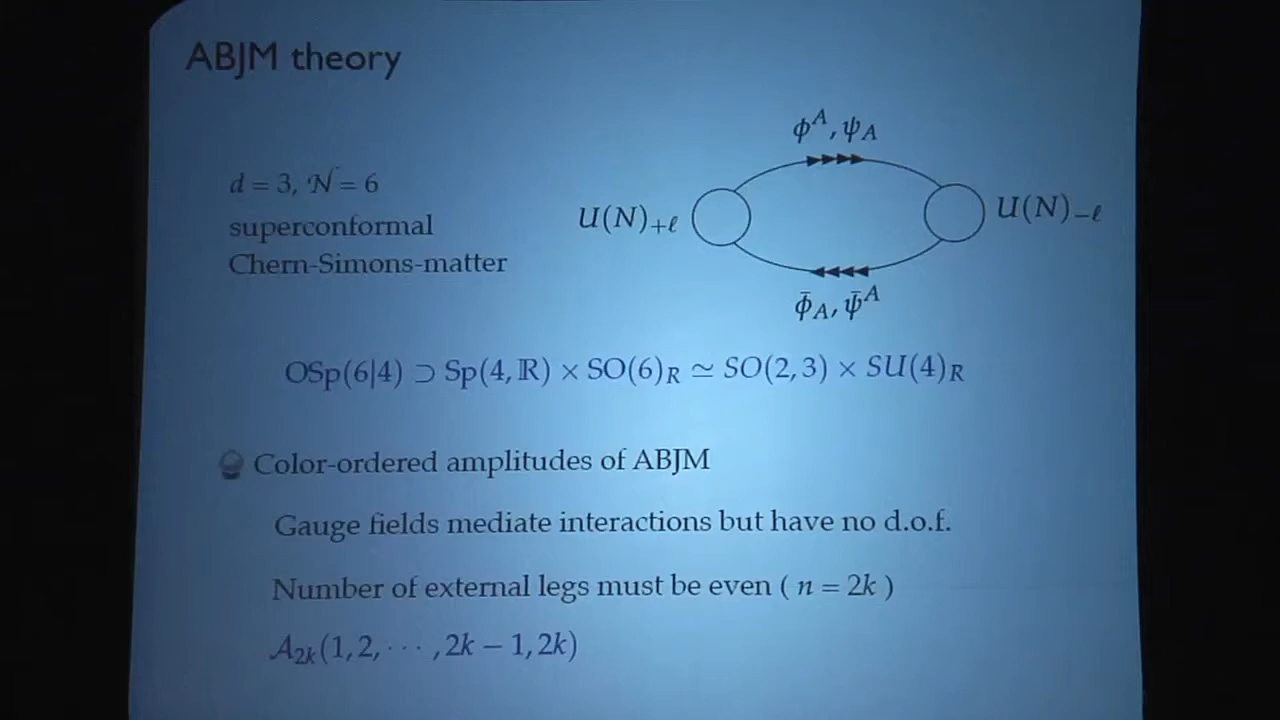 ABJM theory
ϕ^A, ψ_A
d = 3, 𝒩 = 6
superconformal
Chern-Simons-matter
U(N)_{+ℓ}
U(N)_{−ℓ}
ϕ̄_A, ψ̄^A
OSp(6|4) ⊃ Sp(4, ℝ) × SO(6)_R ≃ SO(2, 3) × SU(4)_R
Color-ordered amplitudes of ABJM
Gauge fields mediate interactions but have no d.o.f.
Number of external legs must be even ( n = 2k )
𝒜_{2k}(1, 2, ⋯ , 2k − 1, 2k)